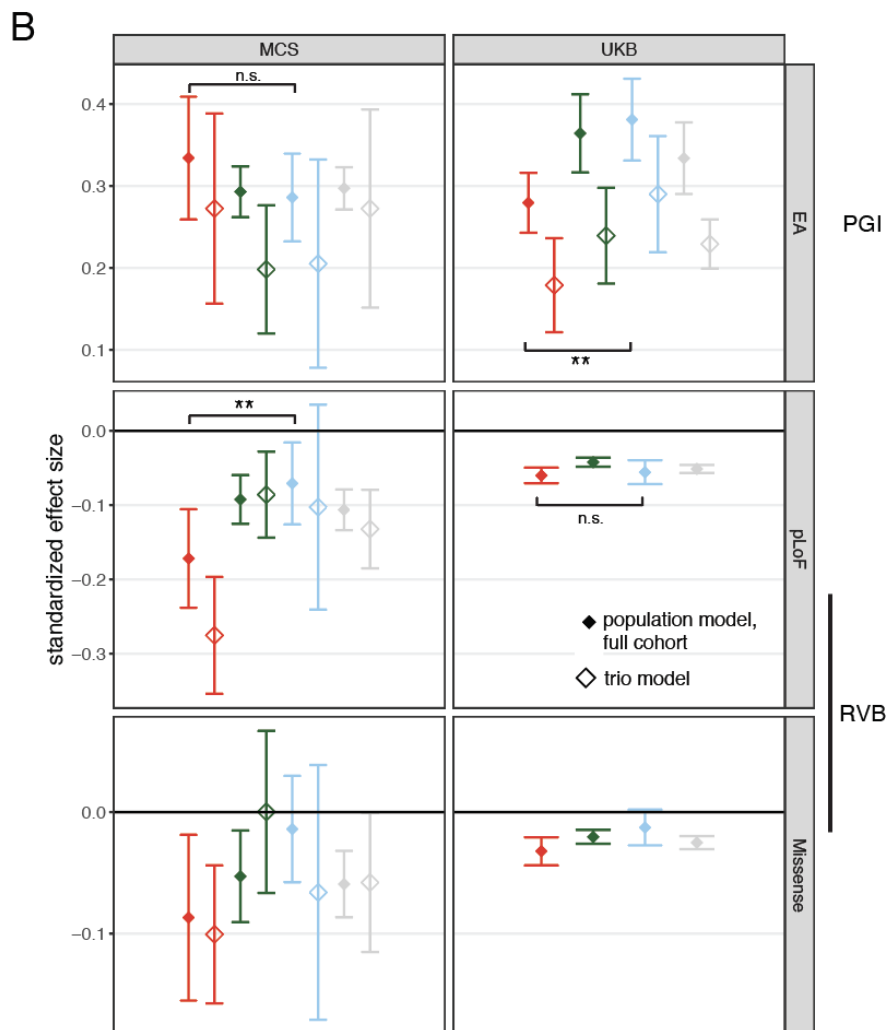 B
MCS
UKB
n.s.
0.4
0.3
0.2
0.1
**
EA
PGI
**
0.0
−0.1
−0.2
−0.3
n.s.
population model,
full cohort
trio model
pLoF
standardized effect size
RVB
0.0
−0.1
Missense